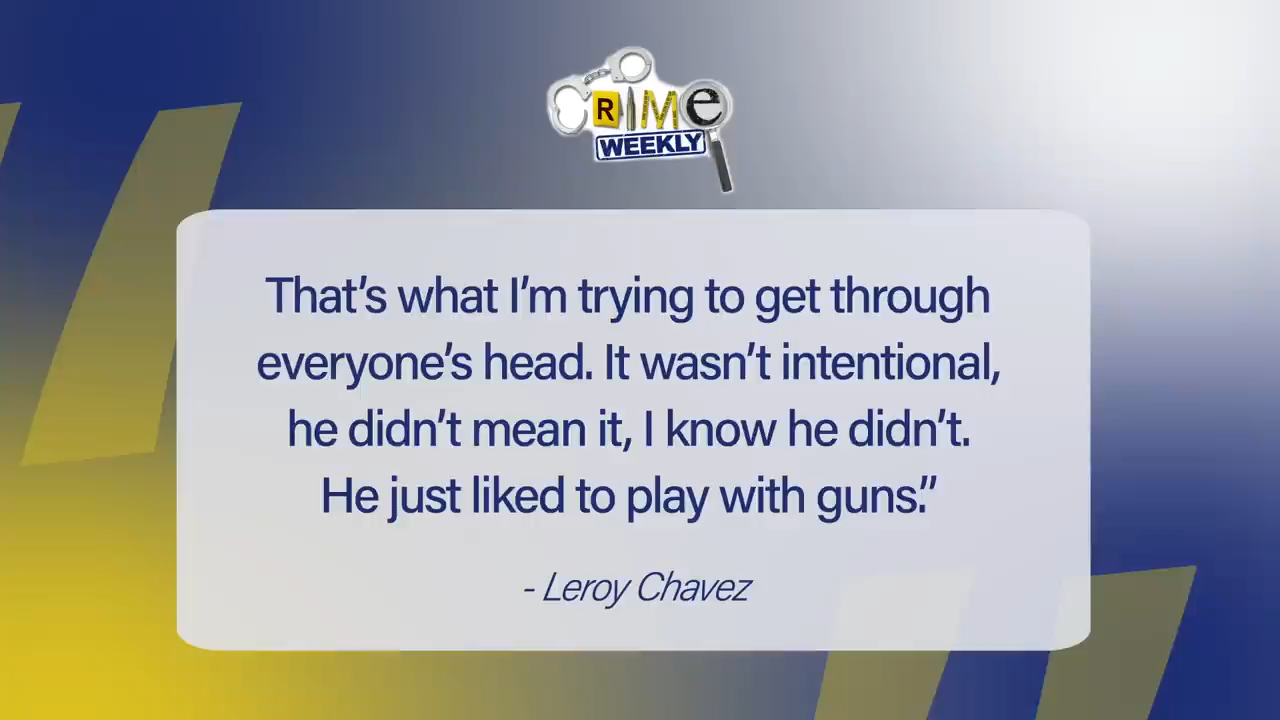 CRIMe
WEEKLY
That’s what I’m trying to get through
everyone’s head. It wasn’t intentional,
he didn’t mean it, I know he didn’t.
He just liked to play with guns.”
- Leroy Chavez